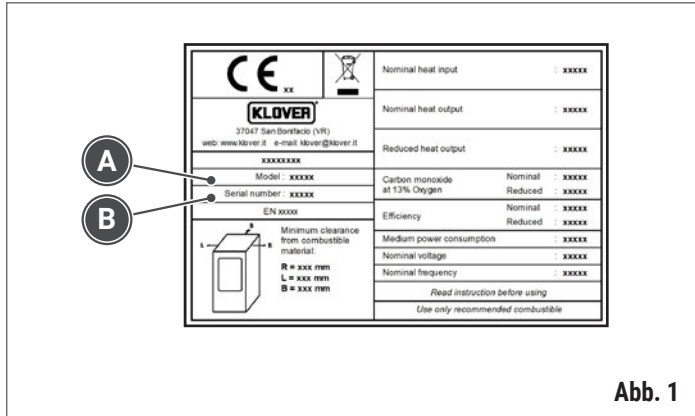 CE xx
KLOVER
37047 San Bonifacio (VR)
web: www.klover.it e-mail: klover@klover.it
xxxxxxxx
A
Model : xxxxx
B
Serial number : xxxxx
EN xxxxx
Minimum clearance
from combustible
material:
R = xxx mm
L = xxx mm
B = xxx mm
B
L
R
Nominal heat input : xxxxx
Nominal heat output : xxxxx
Reduced heat output : xxxxx
Carbon monoxide
at 13% Oxygen
Nominal : xxxxx
Reduced : xxxxx
Efficiency
Nominal : xxxxx
Reduced : xxxxx
Medium power consumption : xxxxx
Nominal voltage : xxxxx
Nominal frequency : xxxxx
Read instruction before using
Use only recommended combustible
Abb. 1